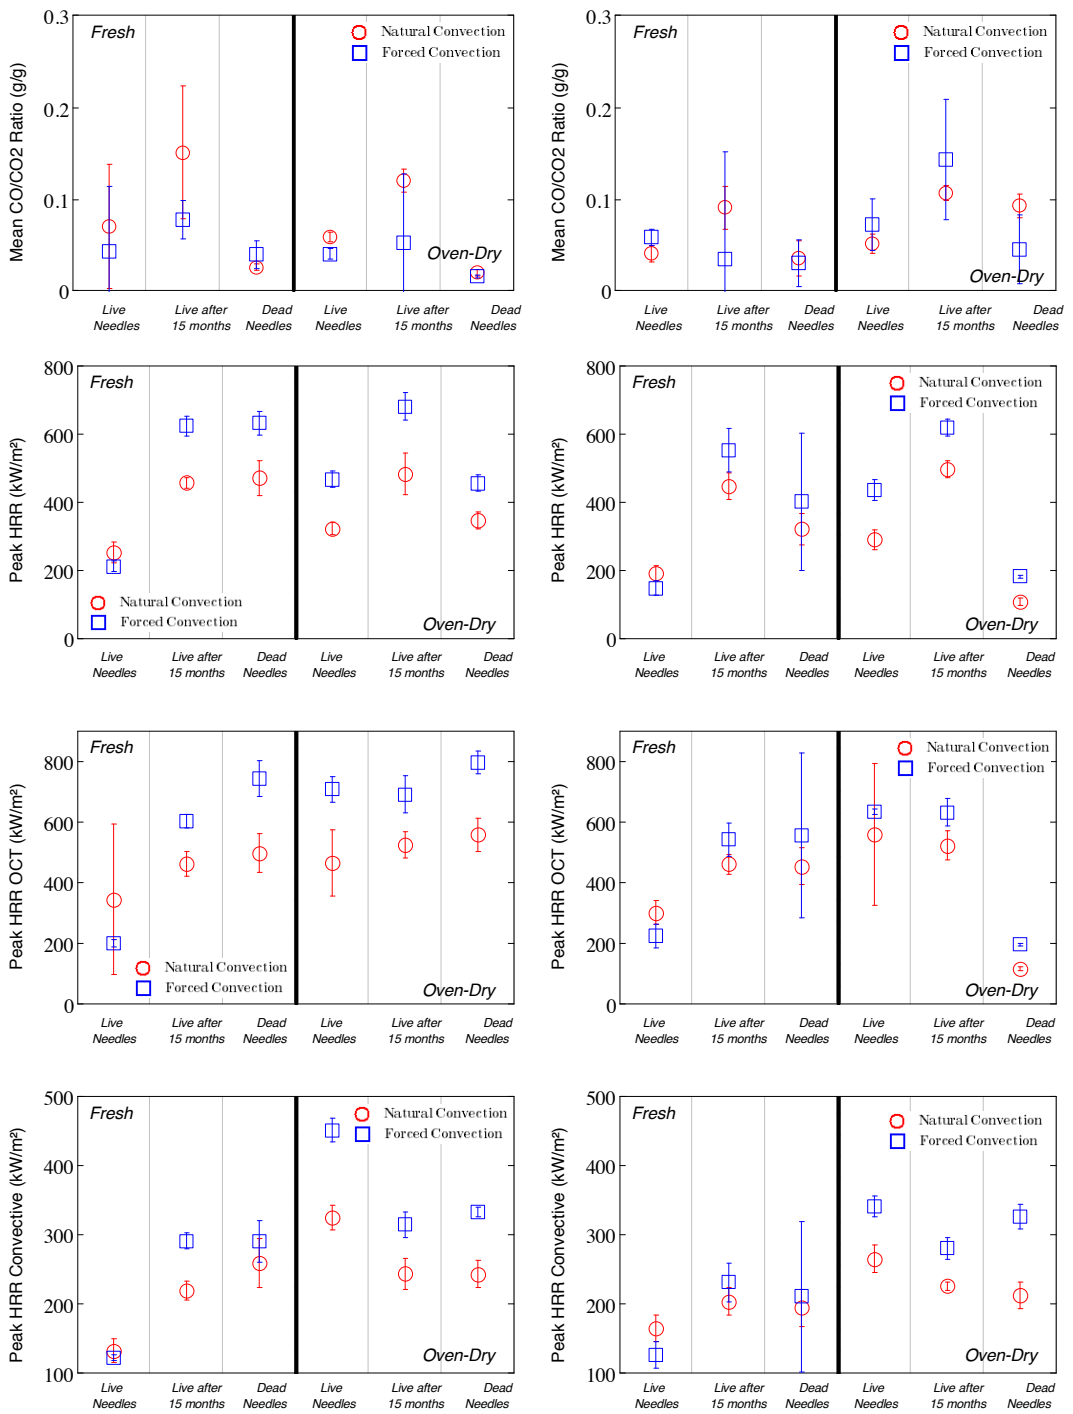 Mean CO/CO2 Ratio (g/g)
0.3
0.2
0.1
0
Fresh
Natural Convection
Forced Convection
Oven-Dry
Live Needles
Live after 15 months
Dead Needles
Live Needles
Live after 15 months
Dead Needles
Mean CO/CO2 Ratio (g/g)
0.3
0.2
0.1
0
Fresh
Natural Convection
Forced Convection
Oven-Dry
Live Needles
Live after 15 months
Dead Needles
Live Needles
Live after 15 months
Dead Needles
Peak HRR (kW/m²)
800
600
400
200
0
Fresh
Natural Convection
Forced Convection
Oven-Dry
Live Needles
Live after 15 months
Dead Needles
Live Needles
Live after 15 months
Dead Needles
Peak HRR (kW/m²)
800
600
400
200
0
Natural Convection
Forced Convection
Fresh
Oven-Dry
Live Needles
Live after 15 months
Dead Needles
Live Needles
Live after 15 months
Dead Needles
Peak HRR OCT (kW/m²)
800
600
400
200
0
Fresh
Natural Convection
Forced Convection
Oven-Dry
Live Needles
Live after 15 months
Dead Needles
Live Needles
Live after 15 months
Dead Needles
Peak HRR OCT (kW/m²)
800
600
400
200
0
Fresh
Natural Convection
Forced Convection
Oven-Dry
Live Needles
Live after 15 months
Dead Needles
Live Needles
Live after 15 months
Dead Needles
Peak HRR Convective (kW/m²)
500
400
300
200
100
Fresh
Natural Convection
Forced Convection
Oven-Dry
Live Needles
Live after 15 months
Dead Needles
Live Needles
Live after 15 months
Dead Needles
Peak HRR Convective (kW/m²)
500
400
300
200
100
Fresh
Natural Convection
Forced Convection
Oven-Dry
Live Needles
Live after 15 months
Dead Needles
Live Needles
Live after 15 months
Dead Needles